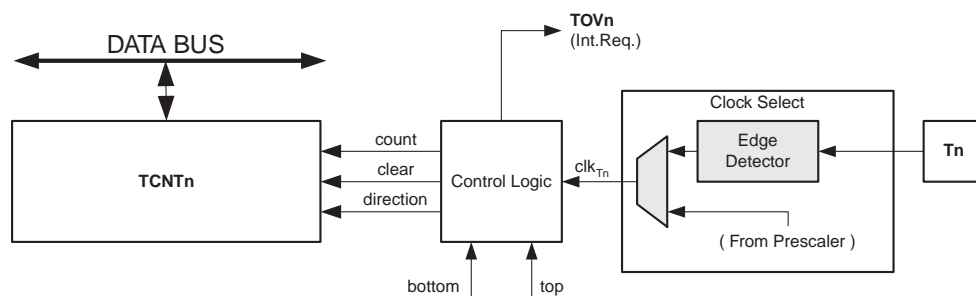 TOVn
(Int.Req.)
DATA BUS
Clock Select
count
Edge
Detector
Tn
TCNTn
clear
Control Logic
clkTn
direction
( From Prescaler )
bottom
top